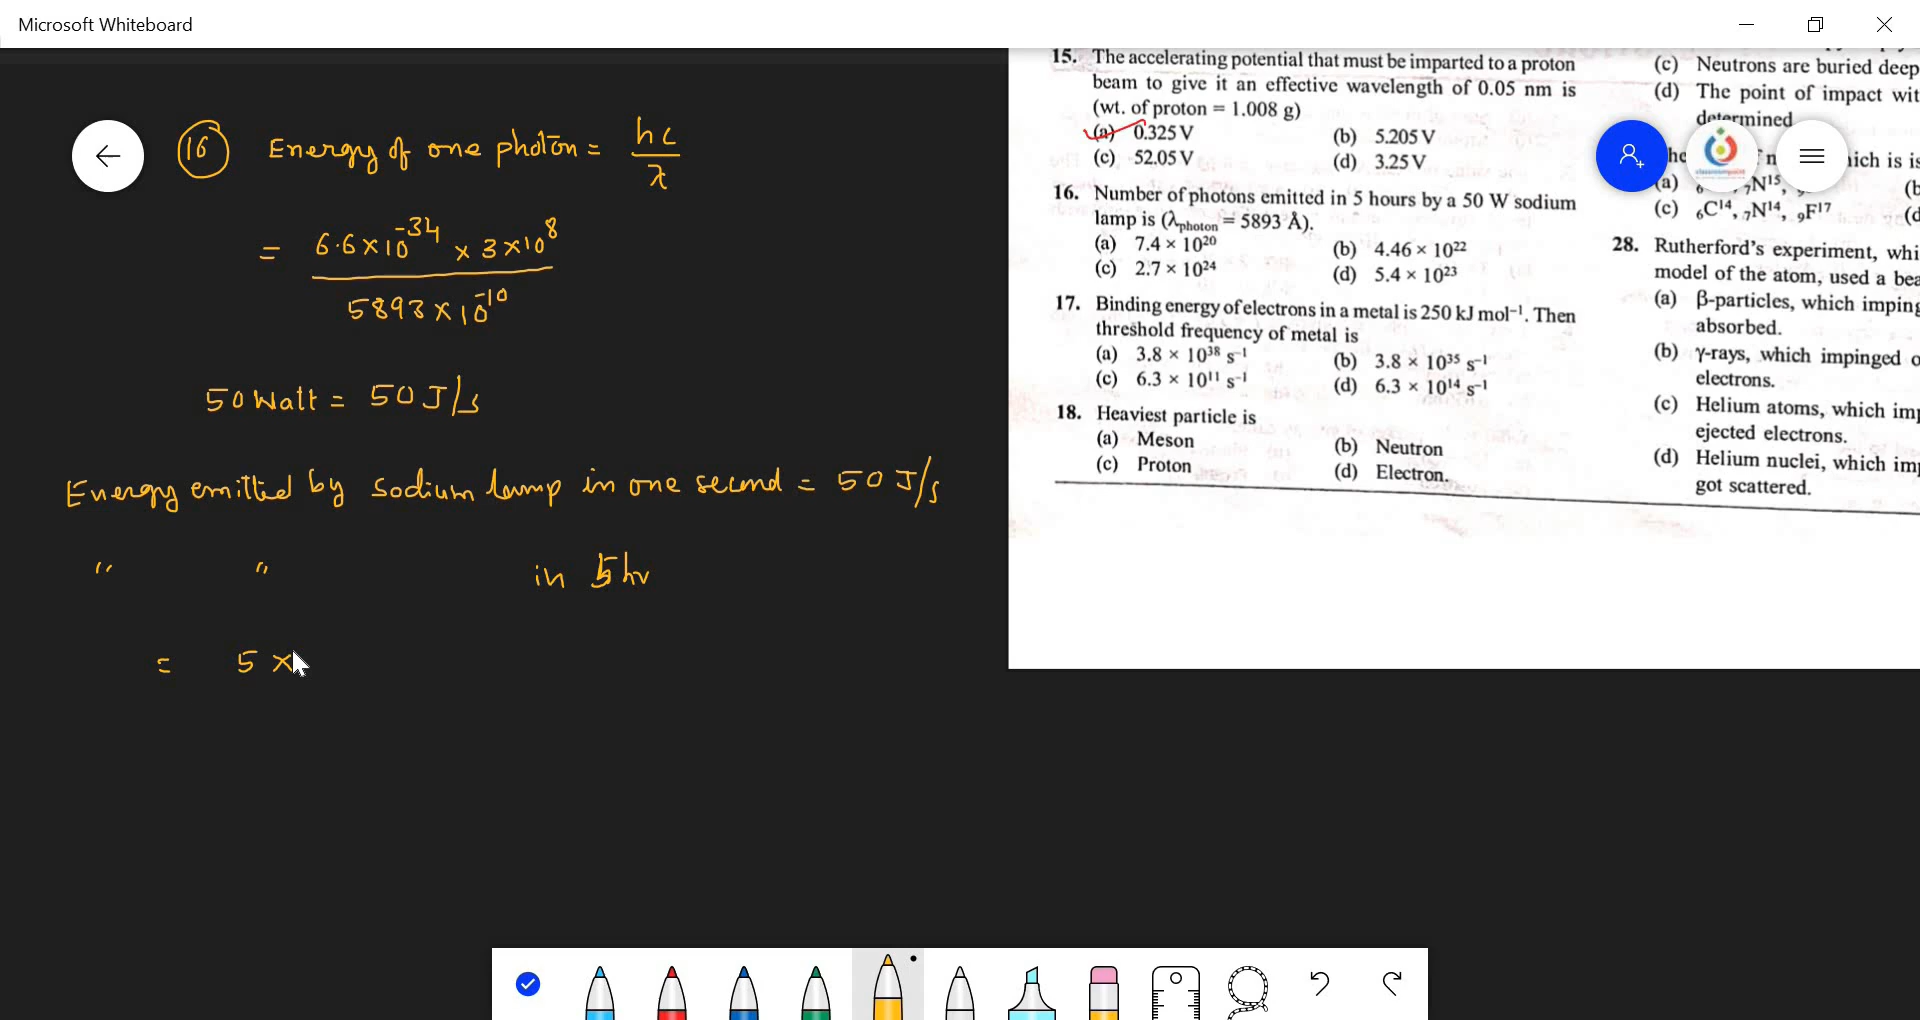 Microsoft Whiteboard
16 Energy of one photon = hc/λ
= 6.6×10⁻³⁴ × 3×10⁸
5893×10⁻¹⁰
50 Watt = 50 J/s
Energy emitted by sodium lamp in one second = 50 J/s
" " in 5 hr
= 5 ×
15. The accelerating potential that must be imparted to a proton
beam to give it an effective wavelength of 0.05 nm is
(wt. of proton = 1.008 g)
(a) 0.325 V (b) 5.205 V
(c) 52.05 V (d) 3.25 V
16. Number of photons emitted in 5 hours by a 50 W sodium
lamp is (λphoton = 5893 Å).
(a) 7.4 × 10²⁰ (b) 4.46 × 10²²
(c) 2.7 × 10²⁴ (d) 5.4 × 10²³
17. Binding energy of electrons in a metal is 250 kJ mol⁻¹. Then
threshold frequency of metal is
(a) 3.8 × 10³⁸ s⁻¹ (b) 3.8 × 10³⁵ s⁻¹
(c) 6.3 × 10¹¹ s⁻¹ (d) 6.3 × 10¹⁴ s⁻¹
18. Heaviest particle is
(a) Meson (b) Neutron
(c) Proton (d) Electron.
(c) Neutrons are buried deep
(d) The point of impact wit
determined
ich is is
(a) ₇N¹⁵, (b
(c) ₆C¹⁴, ₇N¹⁴, ₉F¹⁷ (d
28. Rutherford's experiment, whi
model of the atom, used a bea
(a) β-particles, which imping
absorbed.
(b) γ-rays, which impinged o
electrons.
(c) Helium atoms, which imp
ejected electrons.
(d) Helium nuclei, which imp
got scattered.